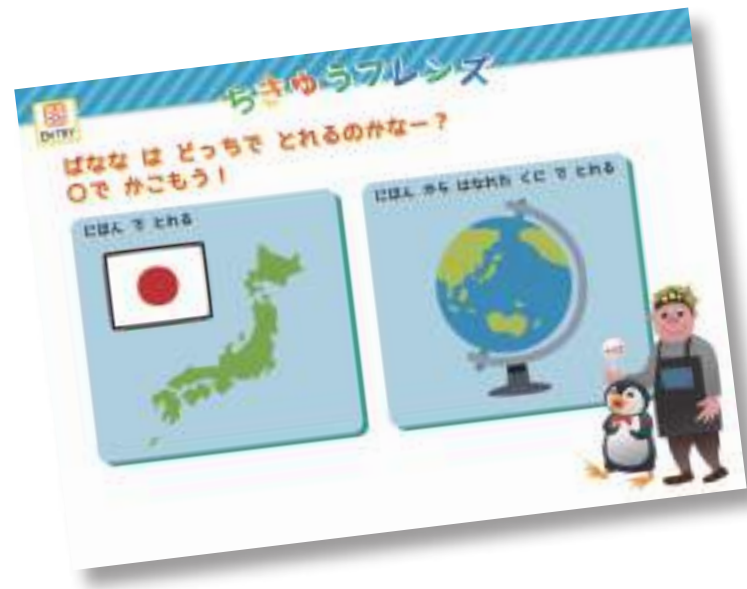 ちきゅうフレンズ
ENTRY
ばなな は どっちで とれるのかなー？
〇で かこもう！
にほん で とれる
にほん から はなれた くに で とれる